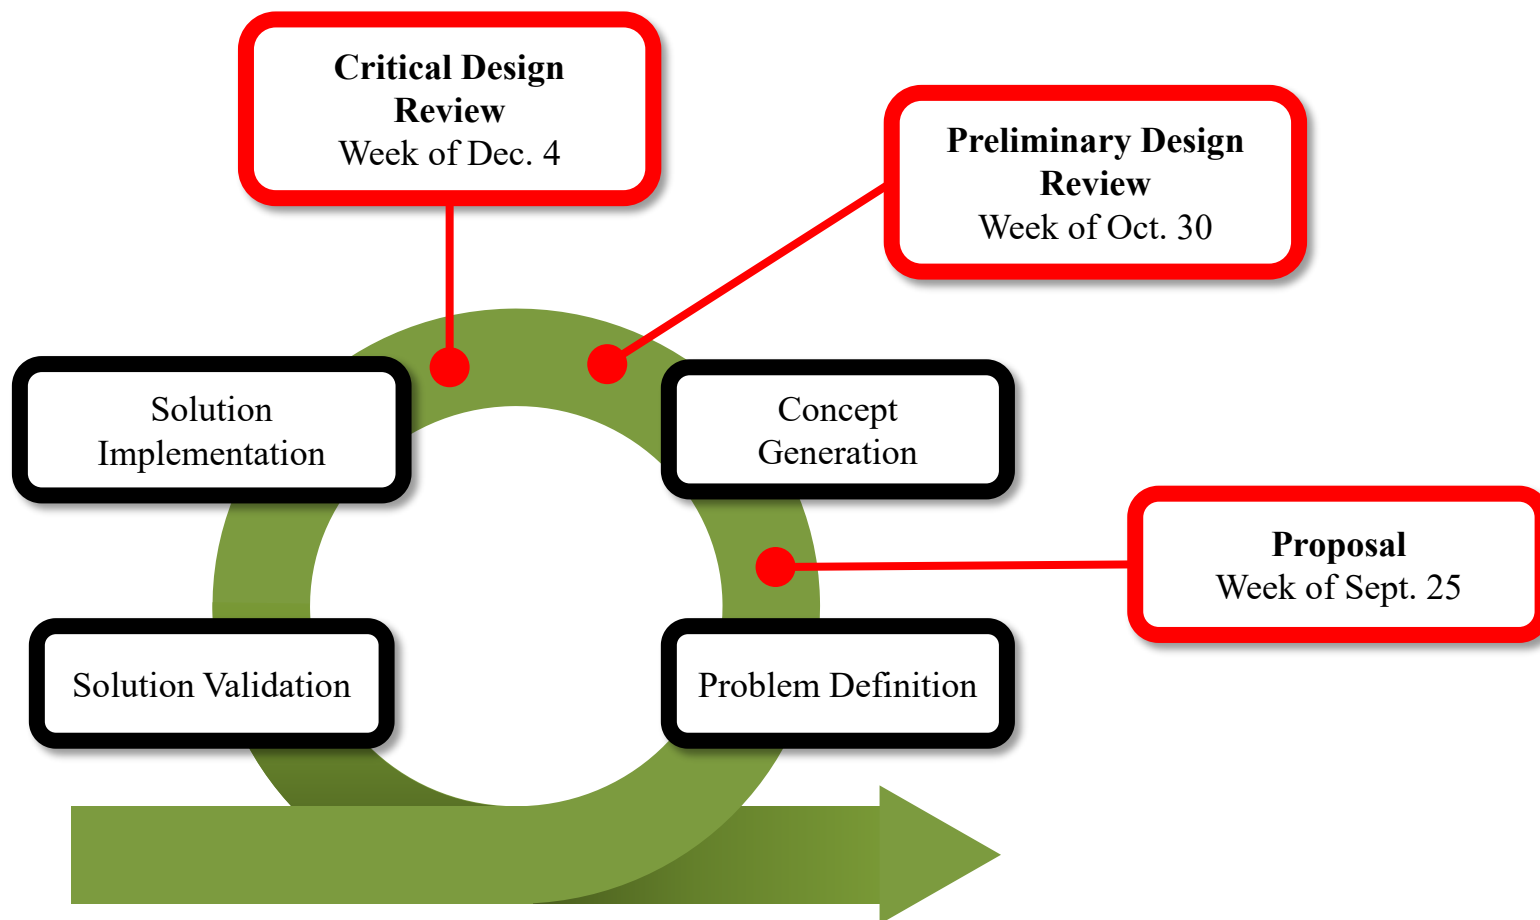 Critical Design
Review
Week of Dec. 4
Preliminary Design
Review
Week of Oct. 30
Solution
Implementation
Concept
Generation
Proposal
Week of Sept. 25
Solution Validation
Problem Definition